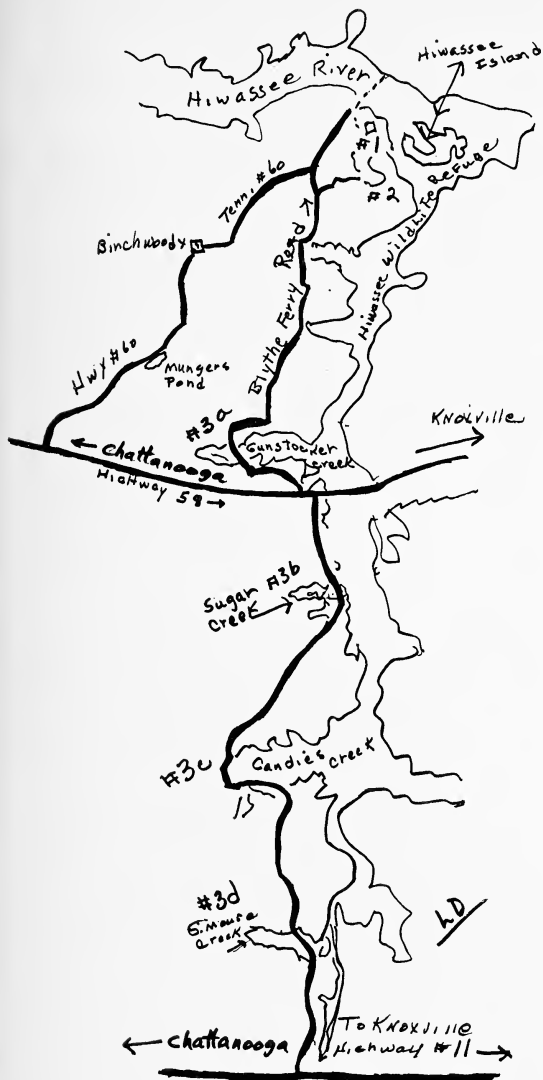 Hiwassee
Island
Hiwassee River
#1
#2
Tenn. #60
Birchwood
Blythe Ferry Road
Hiwassee Wildlife Refuge
Hwy #60
Mungers
Pond
#3a
Knoxville
Gunstocker
Creek
← Chattanooga
Highway 58 →
Sugar #3b
Creek
#3c
Candies Creek
#3d
S. Mouse
Creek
LD
To Knoxville
← Chattanooga
Highway #11 →